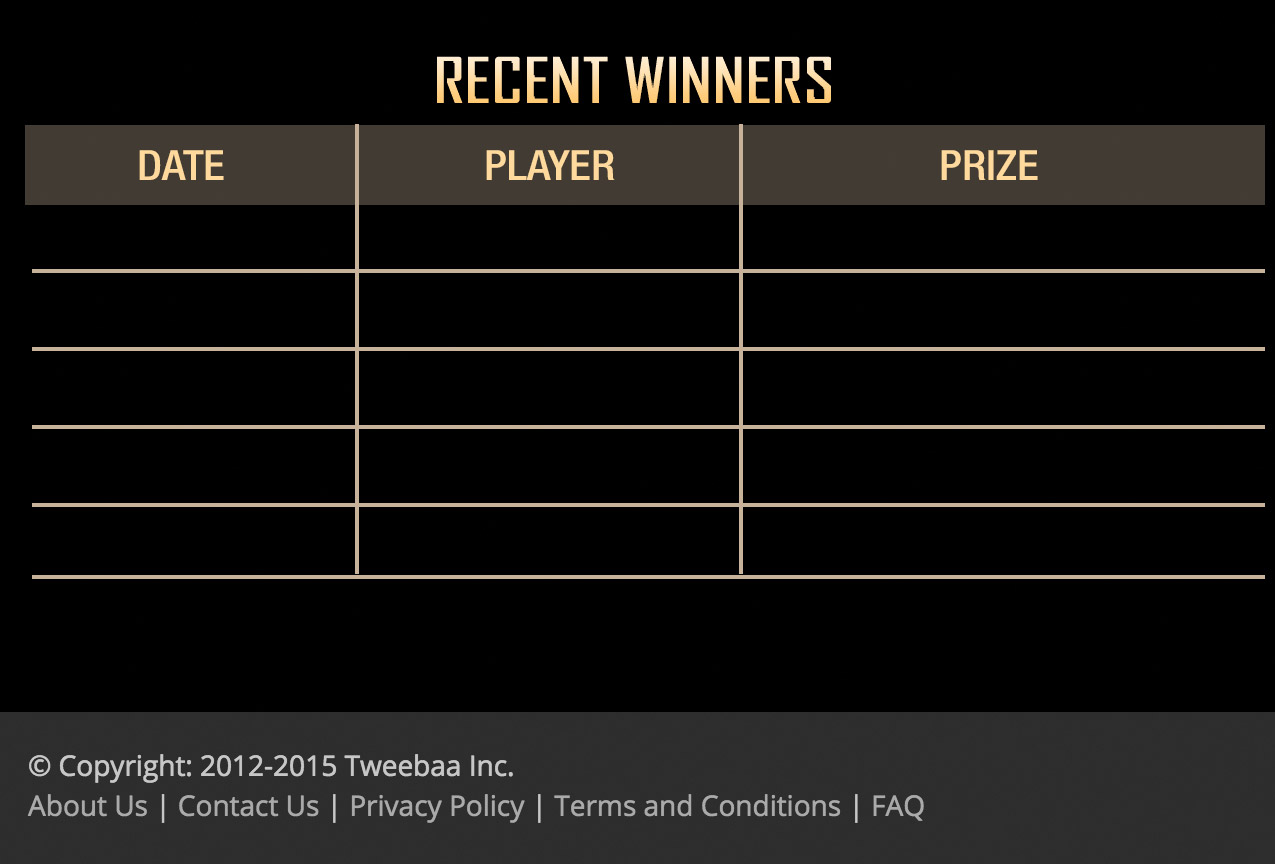 RECENT WINNERS
DATE PLAYER PRIZE
© Copyright: 2012-2015 Tweebaa Inc.
About Us | Contact Us | Privacy Policy | Terms and Conditions | FAQ